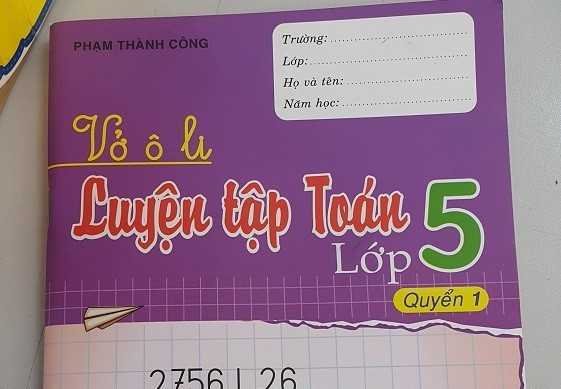 PHẠM THÀNH CÔNG
Trường:
Lớp:
Họ và tên:
Năm học:
Vở ô li
Luyện tập Toán
Lớp 5
Quyển 1
2756 26